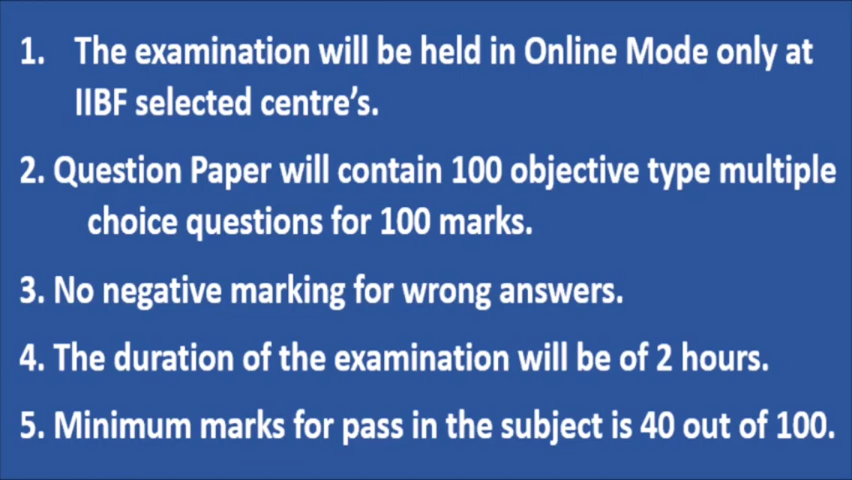 1. The examination will be held in Online Mode only at
IIBF selected centre's.
2. Question Paper will contain 100 objective type multiple
choice questions for 100 marks.
3. No negative marking for wrong answers.
4. The duration of the examination will be of 2 hours.
5. Minimum marks for pass in the subject is 40 out of 100.